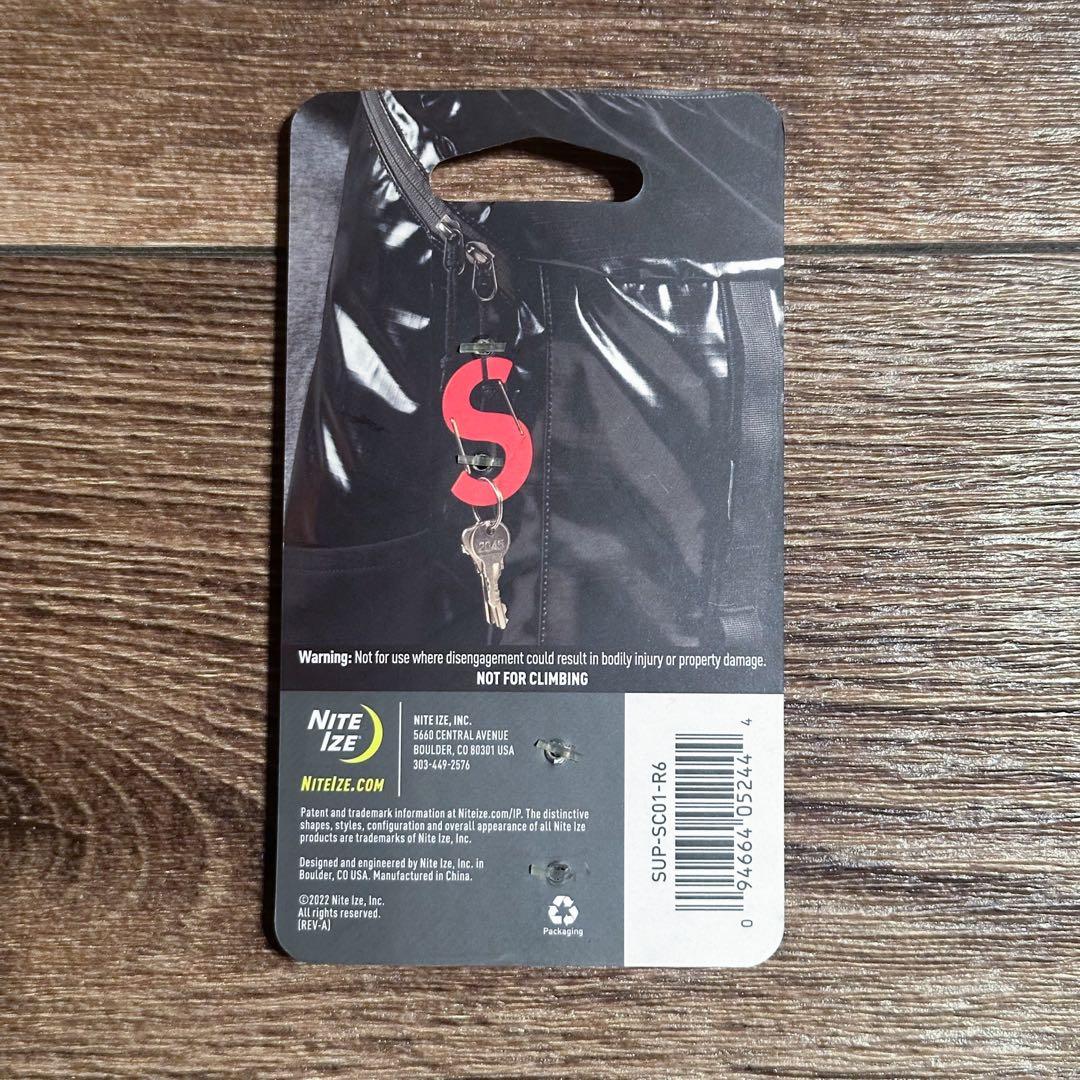 S
2045
Warning: Not for use where disengagement could result in bodily injury or property damage.
NOT FOR CLIMBING
NITE
IZE®
NITEIZE.COM
NITE IZE, INC.
5660 CENTRAL AVENUE
BOULDER, CO 80301 USA
303-449-2576
Patent and trademark information at Niteize.com/IP. The distinctive
shapes, styles, configuration and overall appearance of all Nite Ize
products are trademarks of Nite Ize, Inc.
Designed and engineered by Nite Ize, Inc. in
Boulder, CO USA. Manufactured in China.
©2022 Nite Ize, Inc.
All rights reserved.
(REV-A)
Packaging
SUP-SC01-R6
0 94664 05244 4